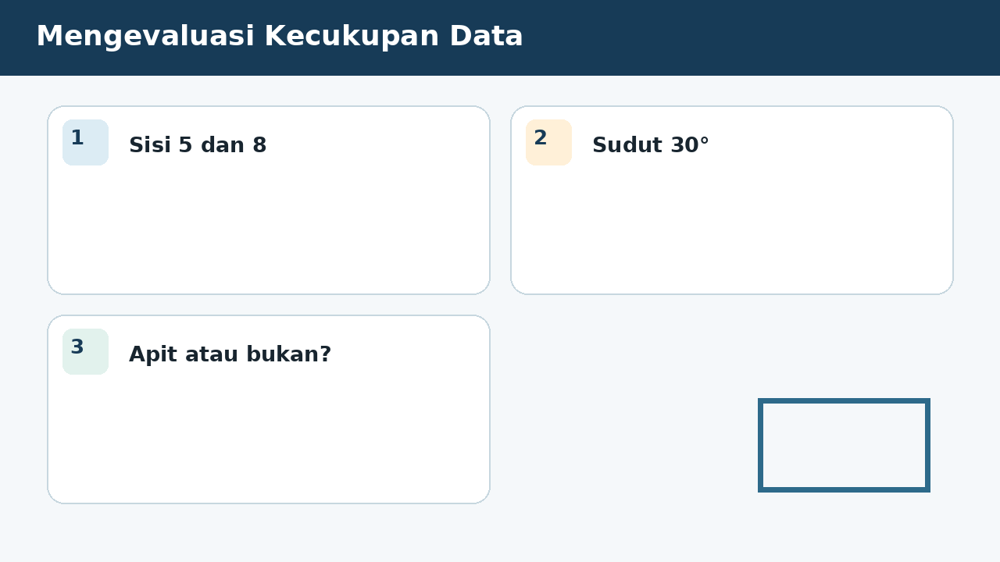 Mengevaluasi Kecukupan Data
1
Sisi 5 dan 8
2
Sudut 30°
3
Apit atau bukan?